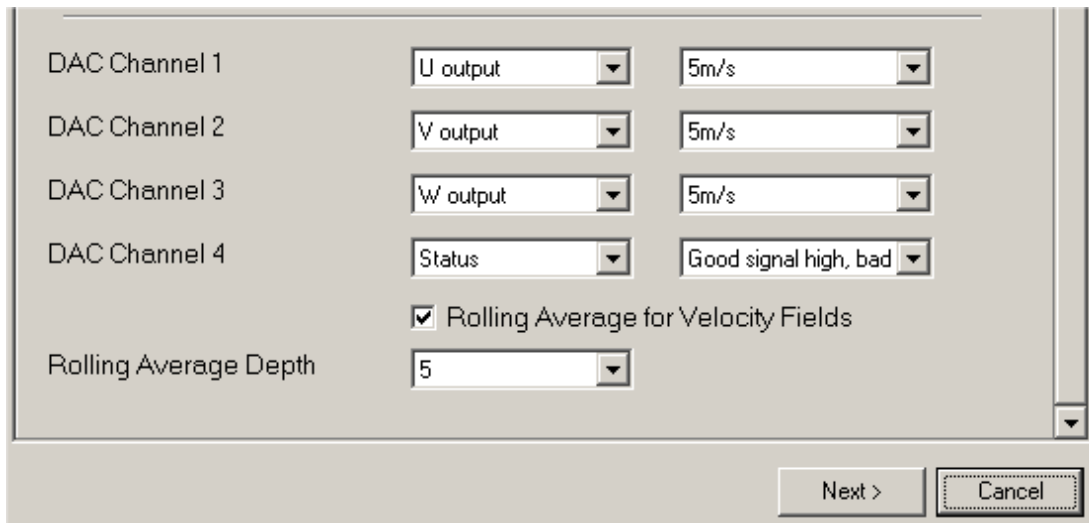 DAC Channel 1 U output 5m/s
DAC Channel 2 V output 5m/s
DAC Channel 3 W output 5m/s
DAC Channel 4 Status Good signal high, bad
Rolling Average for Velocity Fields
Rolling Average Depth 5
Next > Cancel